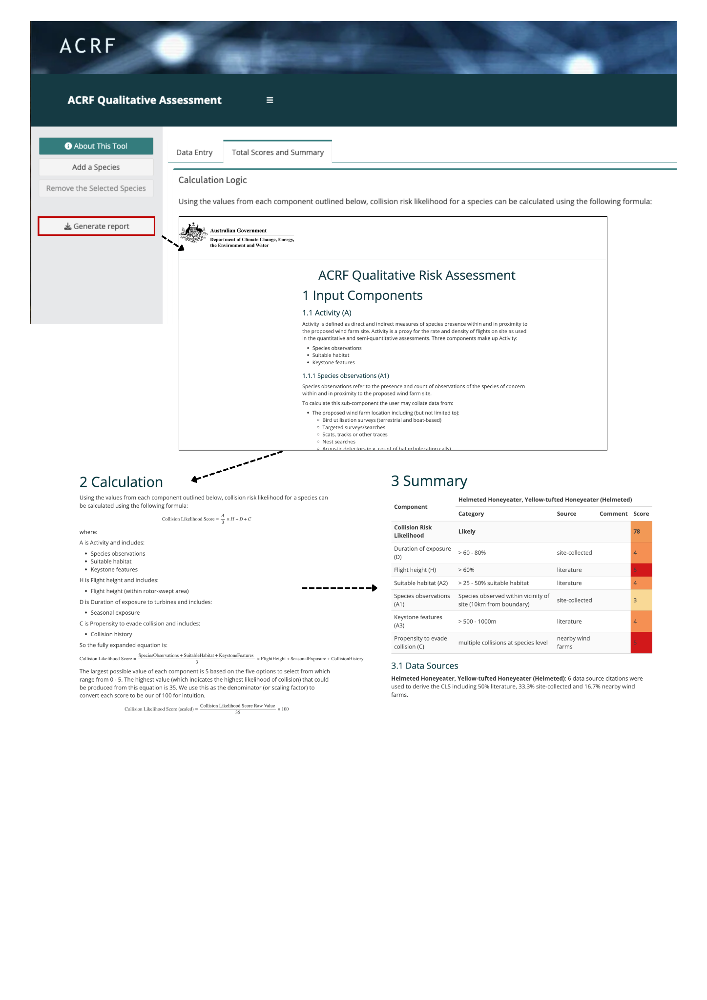 ACRF
ACRF Qualitative Assessment
About This Tool
Add a Species
Remove the Selected Species
Generate report
Data Entry
Total Scores and Summary
Calculation Logic
Using the values from each component outlined below, collision risk likelihood for a species can be calculated using the following formula:
Australian Government
Department of Climate Change, Energy,
the Environment and Water
ACRF Qualitative Risk Assessment
1 Input Components
1.1 Activity (A)
Activity is defined as direct and indirect measures of species presence within and in proximity to
the proposed wind farm site. Activity is a proxy for the rate and density of flights on site as used
in the quantitative and semi-quantitative assessments. Three components make up Activity:
• Species observations
• Suitable habitat
• Keystone features
1.1.1 Species observations (A1)
Species observations refer to the presence and count of observations of the species of concern
within and in proximity to the proposed wind farm site.
To calculate this sub-component the user may collate data from:
• The proposed wind farm location including (but not limited to):
◦ Bird utilisation surveys (terrestrial and boat-based)
◦ Targeted surveys/searches
◦ Scats, tracks or other traces
◦ Nest searches
◦ Acoustic detectors (e.g. count of bat echolocation calls)
2 Calculation
Using the values from each component outlined below, collision risk likelihood for a species can
be calculated using the following formula:
Collision Likelihood Score = A/3 × H + D + C
where:
A is Activity and includes:
• Species observations
• Suitable habitat
• Keystone features
H is Flight height and includes:
• Flight height (within rotor-swept area)
D is Duration of exposure to turbines and includes:
• Seasonal exposure
C is Propensity to evade collision and includes:
• Collision history
So the fully expanded equation is:
Collision Likelihood Score = SpeciesObservations + SuitableHabitat + KeystoneFeatures / 3 × FlightHeight + SeasonalExposure + CollisionHistory
The largest possible value of each component is 5 based on the five options to select from which
range from 0 - 5. The highest value (which indicates the highest likelihood of collision) that could
be produced from this equation is 35. We use this as the denominator (or scaling factor) to
convert each score to be our of 100 for intuition.
Collision Likelihood Score (scaled) = Collision Likelihood Score Raw Value / 35 × 100
3 Summary
Component
Helmeted Honeyeater, Yellow-tufted Honeyeater (Helmeted)
Category Source Comment Score
Collision Risk
Likelihood
Likely 78
Duration of exposure
(D)
> 60 - 80% site-collected 4
Flight height (H) > 60% literature 5
Suitable habitat (A2) > 25 - 50% suitable habitat literature 4
Species observations
(A1)
Species observed within vicinity of
site (10km from boundary)
site-collected 3
Keystone features
(A3)
> 500 - 1000m literature 4
Propensity to evade
collision (C)
multiple collisions at species level
nearby wind
farms
5
3.1 Data Sources
Helmeted Honeyeater, Yellow-tufted Honeyeater (Helmeted): 6 data source citations were
used to derive the CLS including 50% literature, 33.3% site-collected and 16.7% nearby wind
farms.